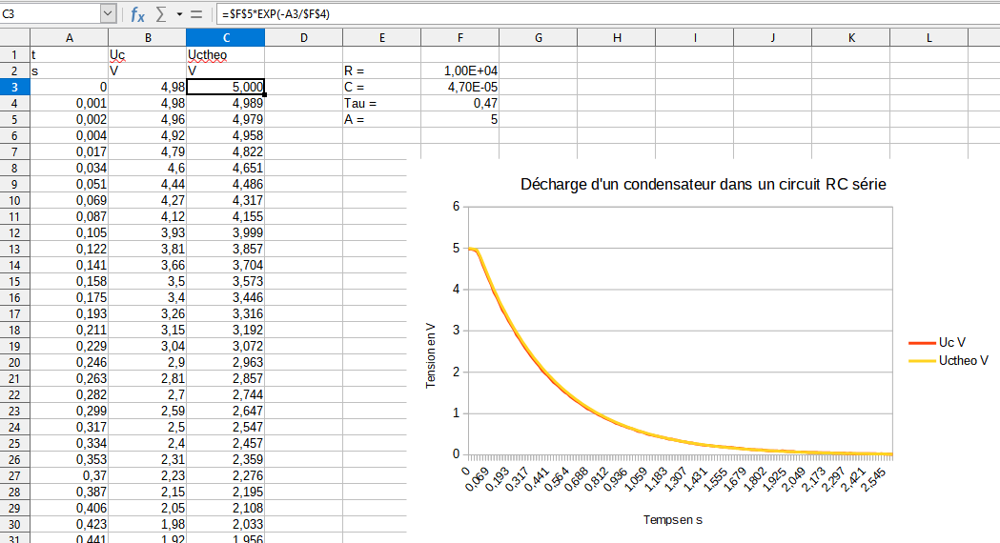 C3 fx Σ = =$F$5*EXP(-A3/$F$4)
A B C D E F G H I J K L
1 t Uc Uctheo
2 s V V R = 1,00E+04
3 0 4,98 5,000 C = 4,70E-05
4 0,001 4,98 4,989 Tau = 0,47
5 0,002 4,96 4,979 A = 5
6 0,004 4,92 4,958
7 0,017 4,79 4,822
8 0,034 4,6 4,651
9 0,051 4,44 4,486
10 0,069 4,27 4,317
11 0,087 4,12 4,155
12 0,105 3,93 3,999
13 0,122 3,81 3,857
14 0,141 3,66 3,704
15 0,158 3,5 3,573
16 0,175 3,4 3,446
17 0,193 3,26 3,316
18 0,211 3,15 3,192
19 0,229 3,04 3,072
20 0,246 2,9 2,963
21 0,263 2,81 2,857
22 0,282 2,7 2,744
23 0,299 2,59 2,647
24 0,317 2,5 2,547
25 0,334 2,4 2,457
26 0,353 2,31 2,359
27 0,37 2,23 2,276
28 0,387 2,15 2,195
29 0,406 2,05 2,108
30 0,423 1,98 2,033
31 0,441 1,92 1,956
Décharge d'un condensateur dans un circuit RC série
6
5
4
3
2
1
0
Tension en V
0 0,069 0,193 0,317 0,441 0,564 0,688 0,812 0,936 1,059 1,183 1,307 1,431 1,555 1,679 1,802 1,925 2,049 2,173 2,297 2,421 2,545
Temps en s
Uc V
Uctheo V